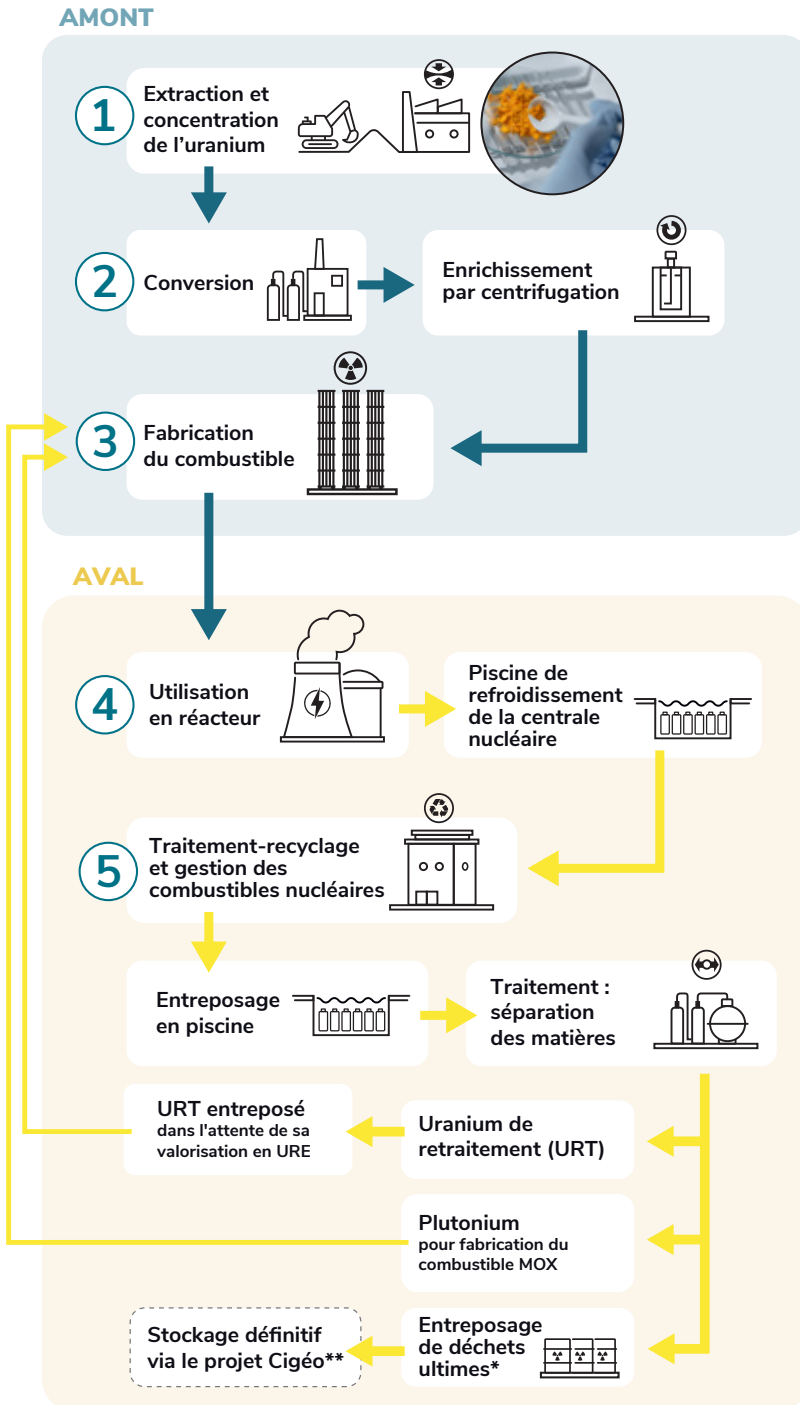 AMONT
1
Extraction et
concentration
de l’uranium
2
Conversion
Enrichissement
par centrifugation
3
Fabrication
du combustible
AVAL
4
Utilisation
en réacteur
Piscine de
refroidissement
de la centrale
nucléaire
5
Traitement-recyclage
et gestion des
combustibles nucléaires
Entreposage
en piscine
Traitement :
séparation
des matières
URT entreposé
dans l'attente de sa
valorisation en URE
Uranium de
retraitement (URT)
Plutonium
pour fabrication du
combustible MOX
Stockage définitif
via le projet Cigéo**
Entreposage
de déchets
ultimes*